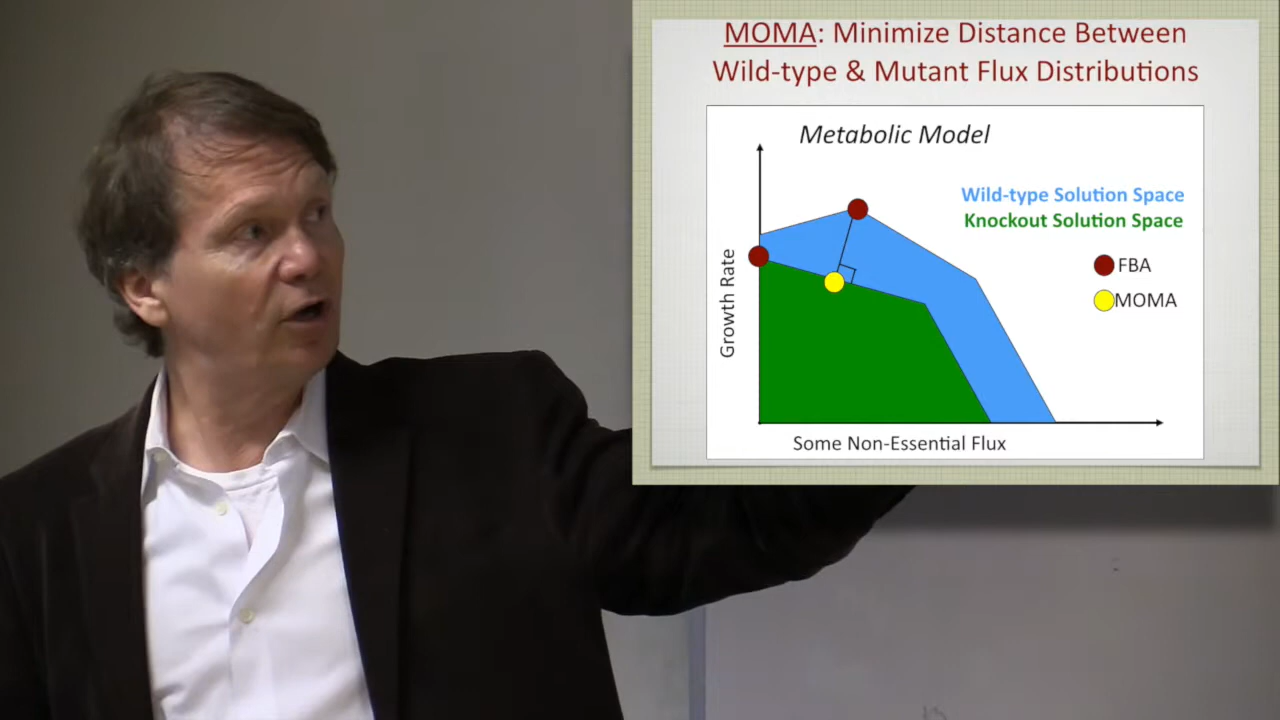 MOMA: Minimize Distance Between
Wild-type & Mutant Flux Distributions
Metabolic Model
Wild-type Solution Space
Knockout Solution Space
FBA
MOMA
Growth Rate
Some Non-Essential Flux